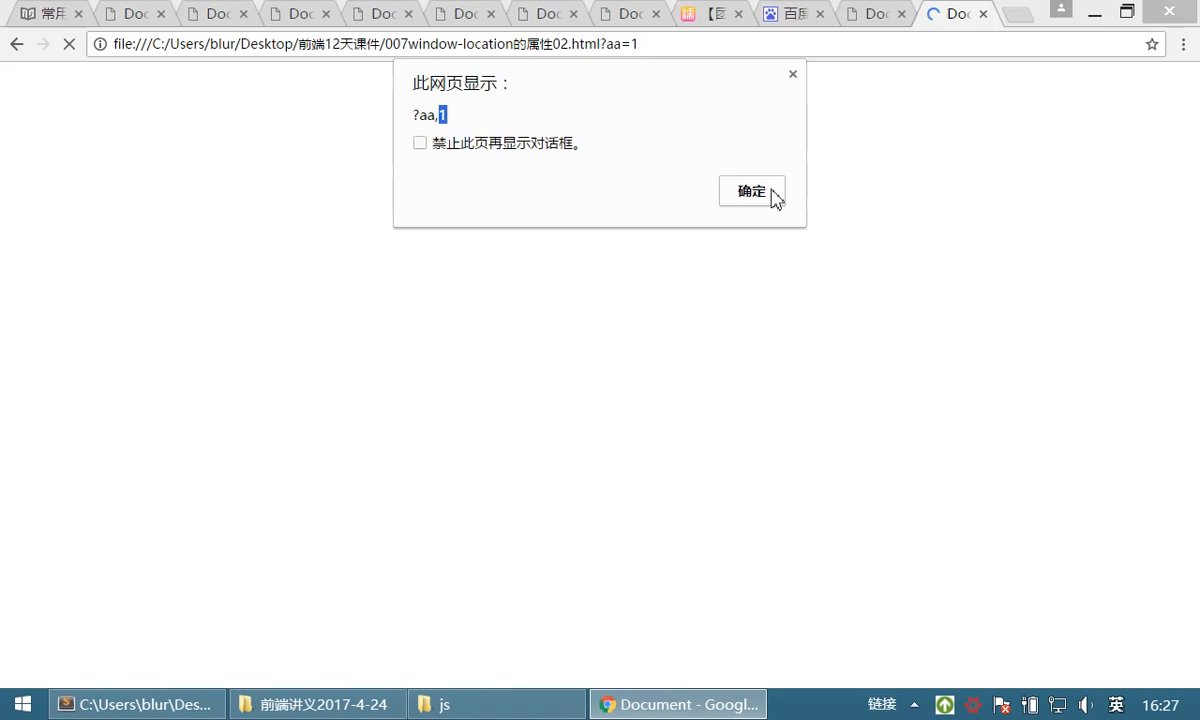 常用
Doc
Doc
Doc
Doc
Doc
Doc
Doc
【国
百度
Doc
Doc
file:///C:/Users/blur/Desktop/前端12天课件/007window-location的属性02.html?aa=1
此网页显示：
?aa,1
禁止此页再显示对话框。
确定
C:\Users\blur\Des...
前端讲义2017-4-24
js
Document - Googl...
链接
英
16:27